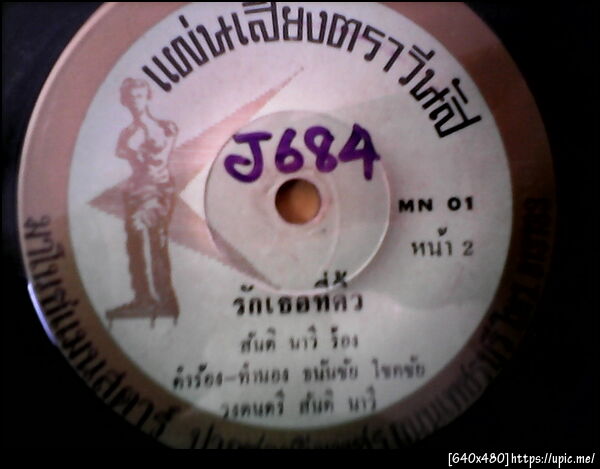 แผ่นเสียงตราวีนัส
J684
MN 01
หน้า 2
รักเธอที่คิ้ว
สันติ นาวี ร้อง
คำร้อง-ทำนอง ธนันชัย โชคชัย
วงดนตรี สันติ นาวี
[640x480]https://upic.me/